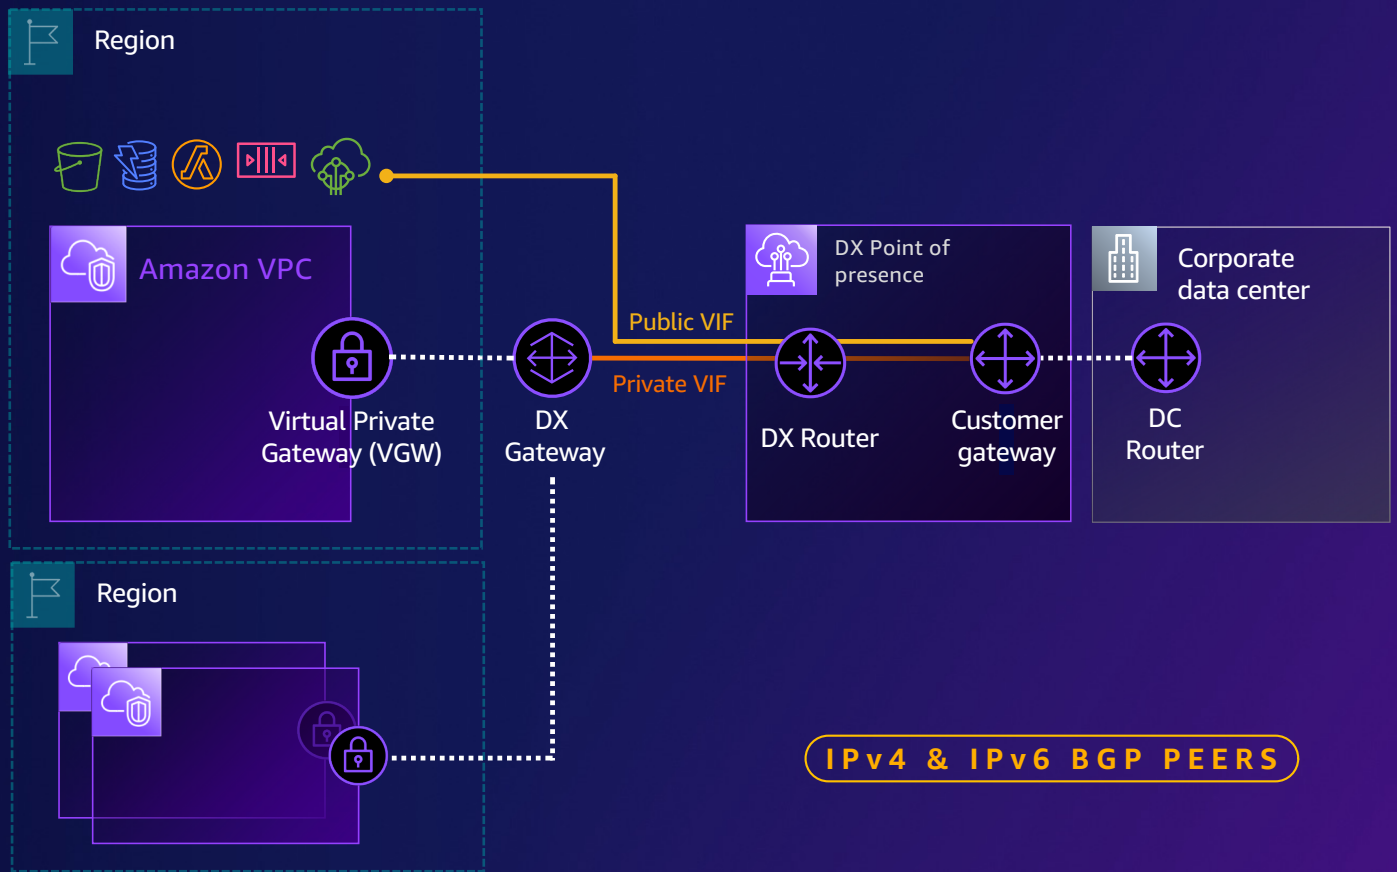 Region
Amazon VPC
Virtual Private
Gateway (VGW)
DX
Gateway
Public VIF
Private VIF
DX Point of
presence
DX Router
Customer
gateway
Corporate
data center
DC
Router
Region
IPv4 & IPv6 BGP PEERS